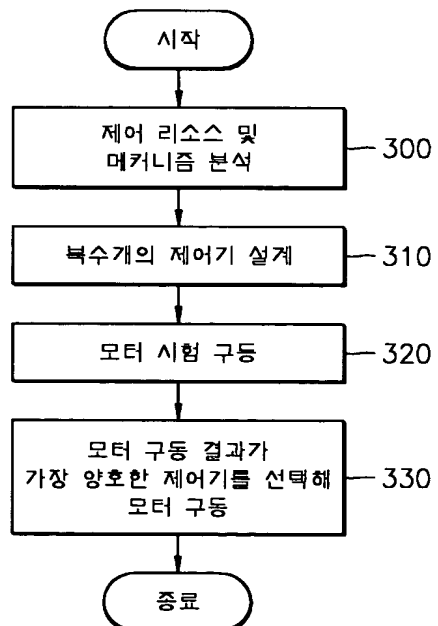 시작
제어 리소스 및
메커니즘 분석
300
복수개의 제어기 설계
310
모터 시험 구동
320
모터 구동 결과가
가장 양호한 제어기를 선택해
모터 구동
330
종료